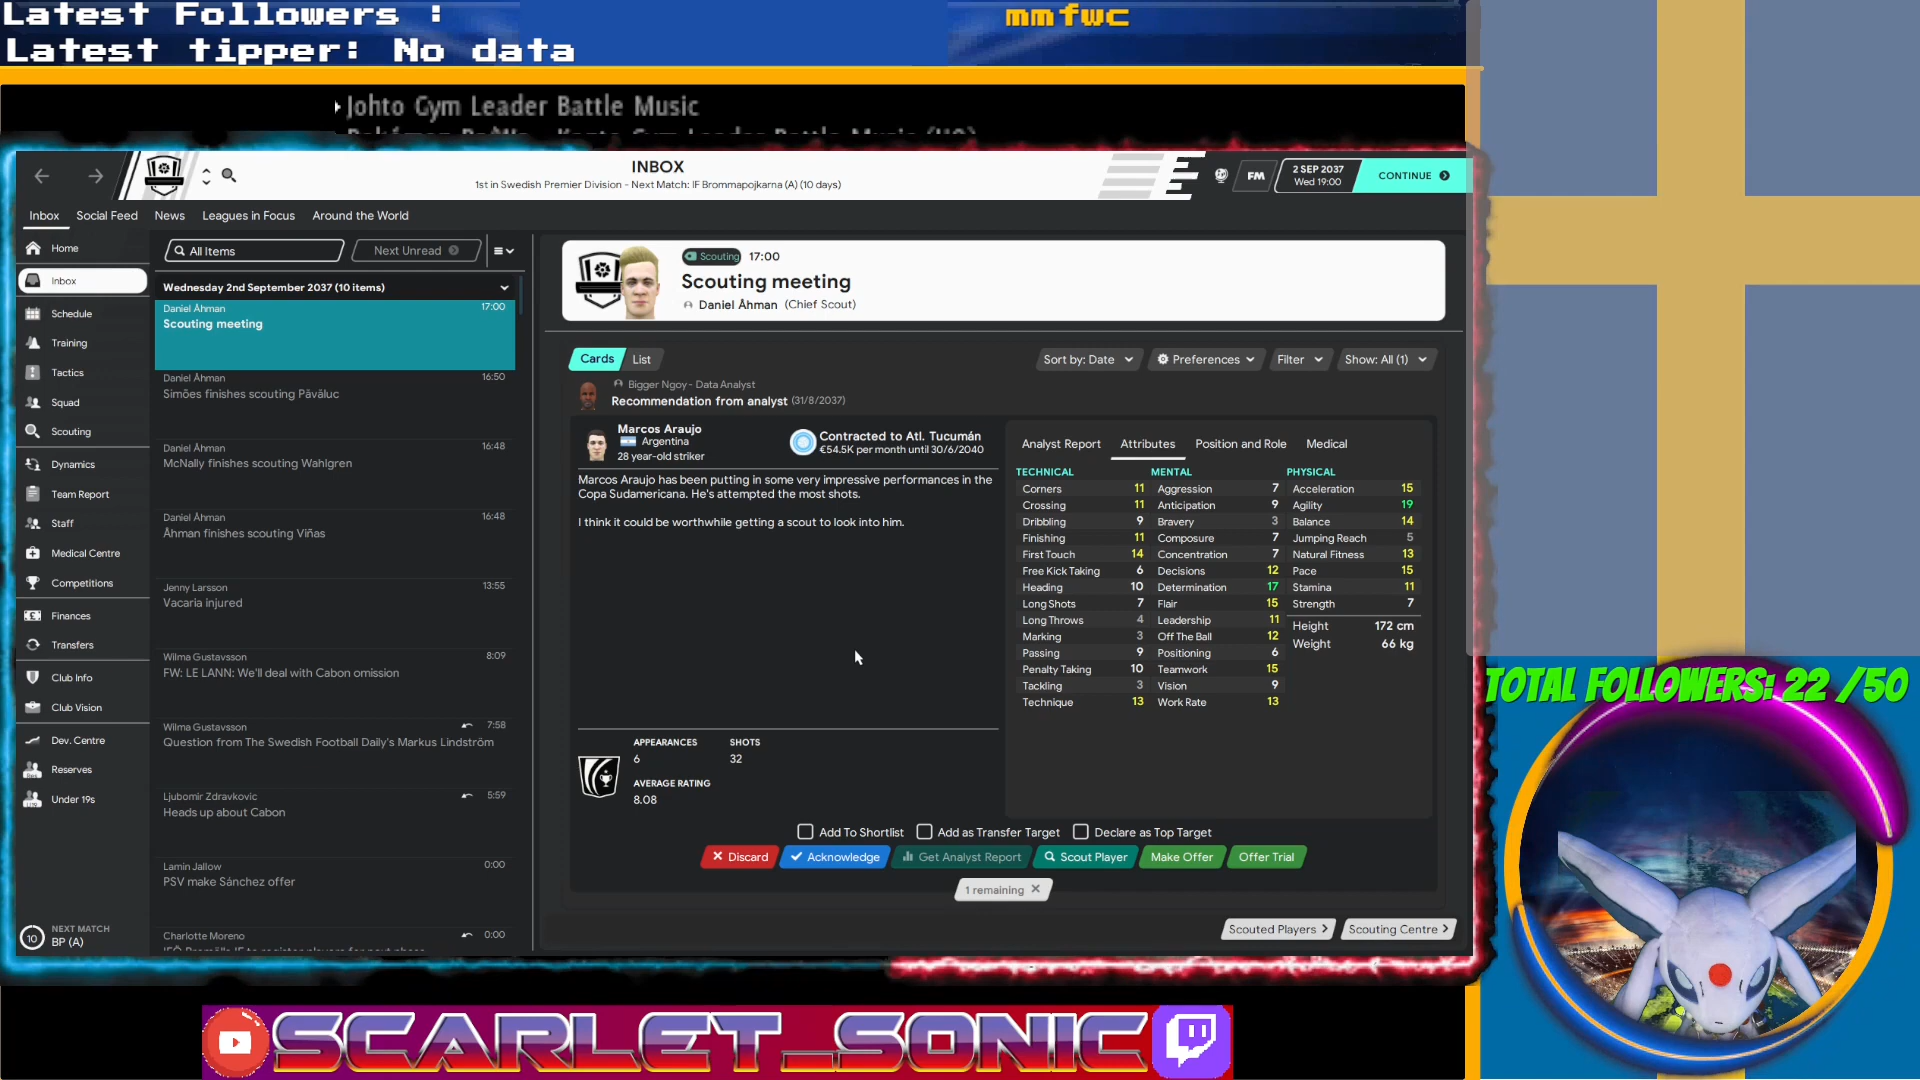 Latest Followers :
mmfwc
Latest tipper: No data
Johto Gym Leader Battle Music
INBOX
1st in Swedish Premier Division - Next Match: IF Brommapojkarna (A) (10 days)
FM
2 SEP 2037
Wed 19:00
CONTINUE
Inbox
Social Feed
News
Leagues in Focus
Around the World
Home
Inbox
Schedule
Training
Tactics
Squad
Scouting
Dynamics
Team Report
Staff
Medical Centre
Competitions
Finances
Transfers
Club Info
Club Vision
Dev. Centre
Reserves
Under 19s
10
NEXT MATCH
BP (A)
All Items
Next Unread
Wednesday 2nd September 2037 (10 items)
Daniel Åhman 17:00
Scouting meeting
Daniel Åhman 16:50
Simões finishes scouting Păväluc
Daniel Åhman 16:48
McNally finishes scouting Wahlgren
Daniel Åhman 16:48
Åhman finishes scouting Viñas
Jenny Larsson 13:55
Vacaria injured
Wilma Gustavsson 8:09
FW: LE LANN: We'll deal with Cabon omission
Wilma Gustavsson 7:58
Question from The Swedish Football Daily's Markus Lindström
Ljubomir Zdravkovic 5:59
Heads up about Cabon
Lamin Jallow 0:00
PSV make Sánchez offer
Charlotte Moreno 0:00
Scouting 17:00
Scouting meeting
Daniel Åhman (Chief Scout)
Cards
List
Sort by: Date
Preferences
Filter
Show: All (1)
Bigger Ngoy - Data Analyst
Recommendation from analyst (31/8/2037)
Marcos Araujo
Argentina
28 year-old striker
Contracted to Atl. Tucumán
€54.5K per month until 30/6/2040
Marcos Araujo has been putting in some very impressive performances in the
Copa Sudamericana. He's attempted the most shots.
I think it could be worthwhile getting a scout to look into him.
APPEARANCES SHOTS
6 32
AVERAGE RATING
8.08
Analyst Report
Attributes
Position and Role
Medical
TECHNICAL MENTAL PHYSICAL
Corners 11 Aggression 7 Acceleration 15
Crossing 11 Anticipation 9 Agility 19
Dribbling 9 Bravery 3 Balance 14
Finishing 11 Composure 7 Jumping Reach 5
First Touch 14 Concentration 7 Natural Fitness 13
Free Kick Taking 6 Decisions 12 Pace 15
Heading 10 Determination 17 Stamina 11
Long Shots 7 Flair 15 Strength 7
Long Throws 4 Leadership 11 Height 172 cm
Marking 3 Off The Ball 12 Weight 66 kg
Passing 9 Positioning 6
Penalty Taking 10 Teamwork 15
Tackling 3 Vision 9
Technique 13 Work Rate 13
Add To Shortlist
Add as Transfer Target
Declare as Top Target
Discard
Acknowledge
Get Analyst Report
Scout Player
Make Offer
Offer Trial
1 remaining
Scouted Players
Scouting Centre
TOTAL FOLLOWERS: 22 /50
SCARLET_SONIC